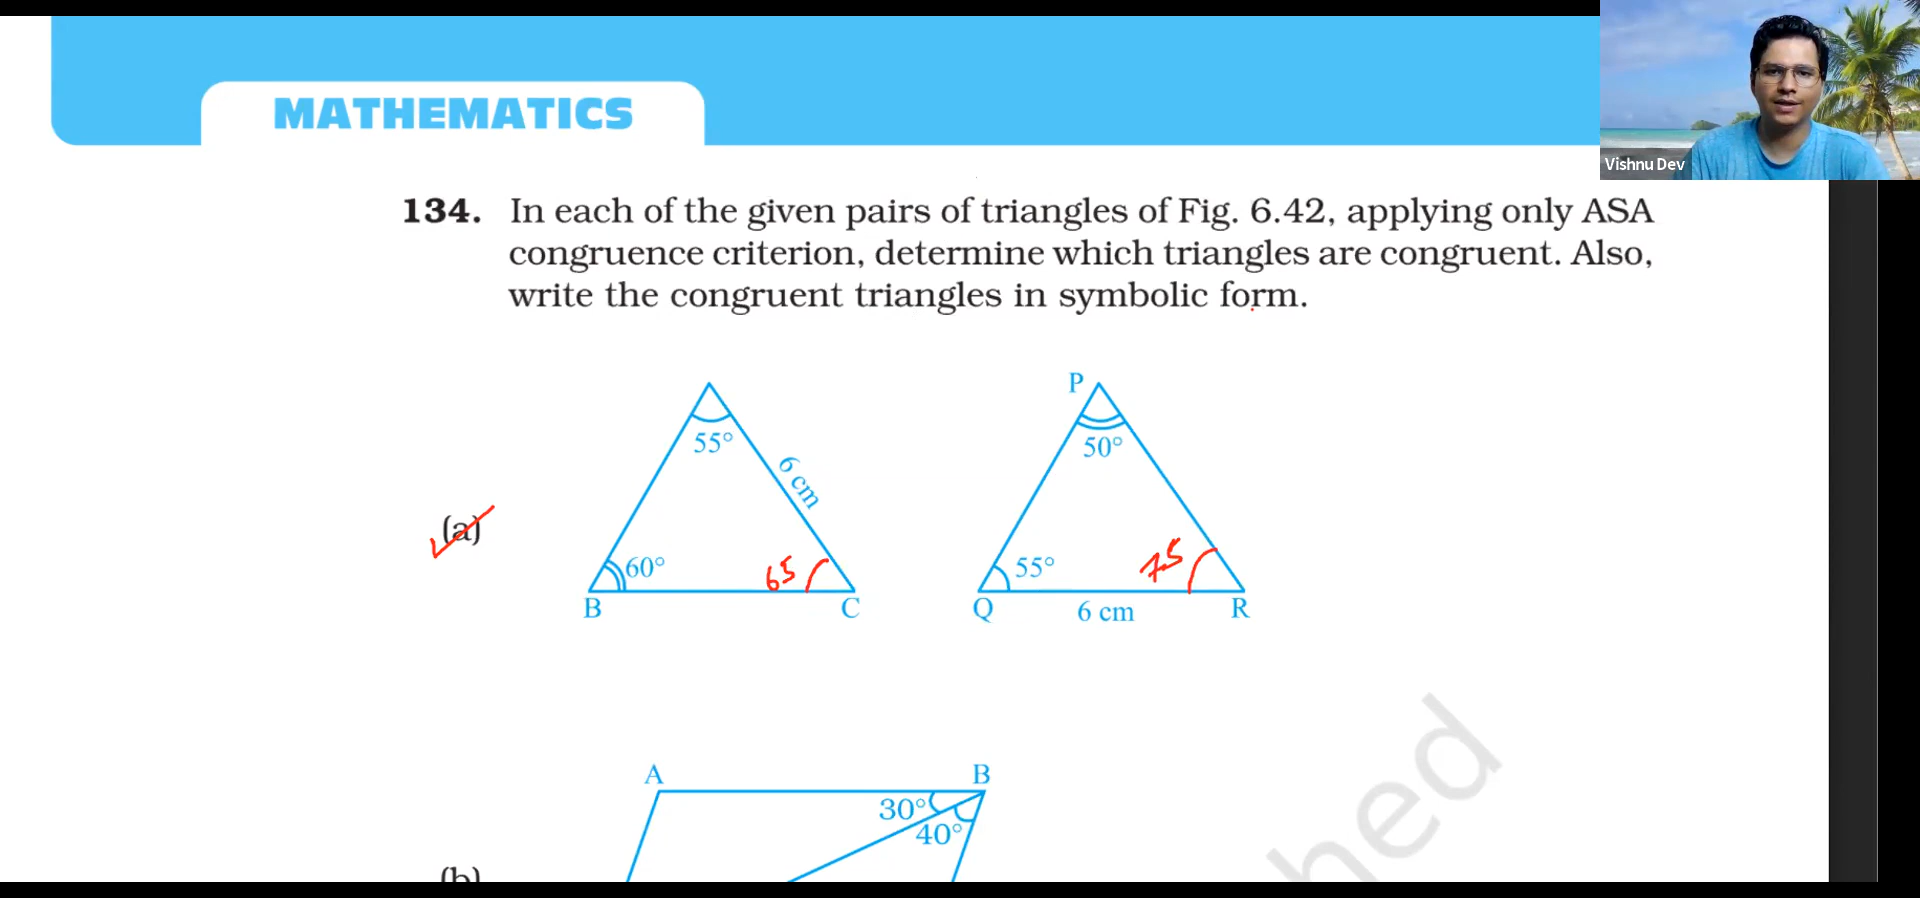 MATHEMATICS
Vishnu Dev
134. In each of the given pairs of triangles of Fig. 6.42, applying only ASA
congruence criterion, determine which triangles are congruent. Also,
write the congruent triangles in symbolic form.
P
55°
50°
6 cm
(a)
60°
65
55°
75
B
C
Q
6 cm
R
A
B
30°
40°
(b)
hed